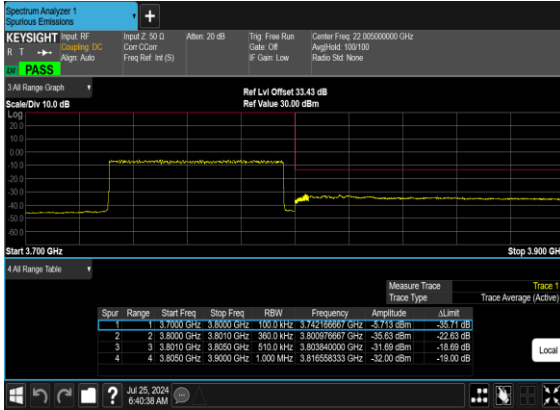 Spectrum Analyzer 1
Spurious Emissions
KEYSIGHT
R T
PASS
Input: RF
Coupling: DC
Align: Auto
Input Z: 50 Ω
Corr CCorr
Freq Ref: Int (S)
Atten: 20 dB
Trig: Free Run
Gate: Off
IF Gain: Low
Center Freq: 22.005000000 GHz
Avg|Hold: 100/100
Radio Std: None
3 All Range Graph
Scale/Div 10.0 dB
Ref Lvl Offset 33.43 dB
Ref Value 30.00 dBm
Log
20.0
10.0
0.00
-10.0
-20.0
-30.0
-40.0
-50.0
-60.0
Start 3.700 GHz
Stop 3.900 GH
4 All Range Table
Measure Trace Trace 1
Trace Type Trace Average (Active)
Spur Range Start Freq Stop Freq RBW Frequency Amplitude ΔLimit
1 1 3.7000 GHz 3.8000 GHz 100.0 kHz 3.742166667 GHz -5.713 dBm -35.71 dB
2 2 3.8000 GHz 3.8010 GHz 360.0 kHz 3.800976667 GHz -35.63 dBm -22.63 dB
3 3 3.8010 GHz 3.8050 GHz 510.0 kHz 3.803840000 GHz -31.69 dBm -18.69 dB
4 4 3.8050 GHz 3.9000 GHz 1.000 MHz 3.816558333 GHz -32.00 dBm -19.00 dB
Local
?
Jul 25, 2024
6:40:38 AM